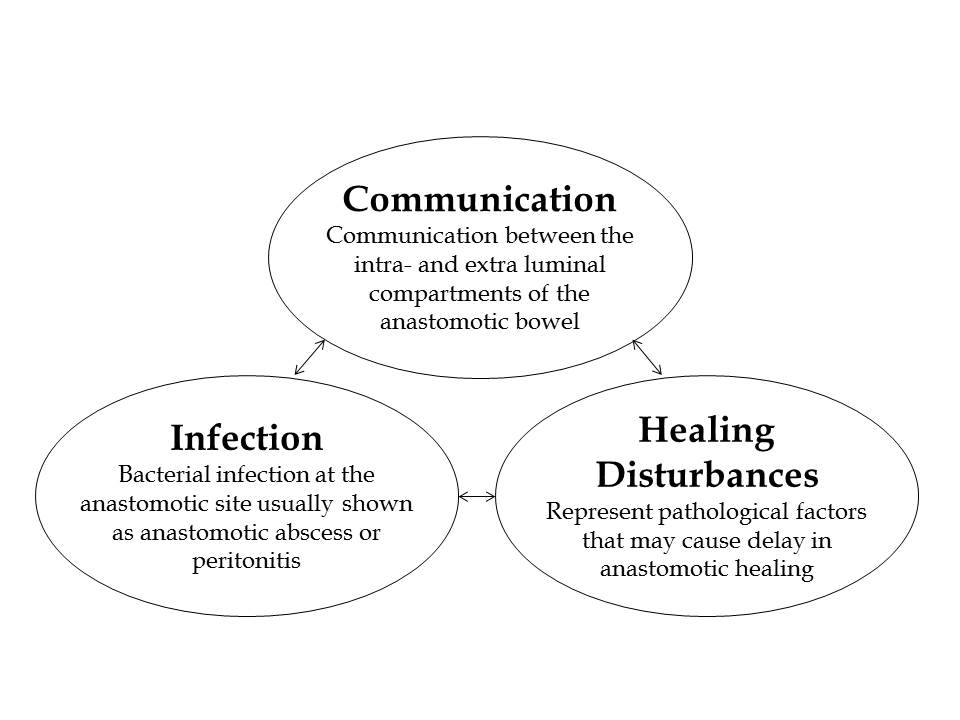 Communication
Communication between the
intra- and extra luminal
compartments of the
anastomotic bowel
Infection
Bacterial infection at the
anastomotic site usually shown
as anastomotic abscess or
peritonitis
Healing
Disturbances
Represent pathological factors
that may cause delay in
anastomotic healing